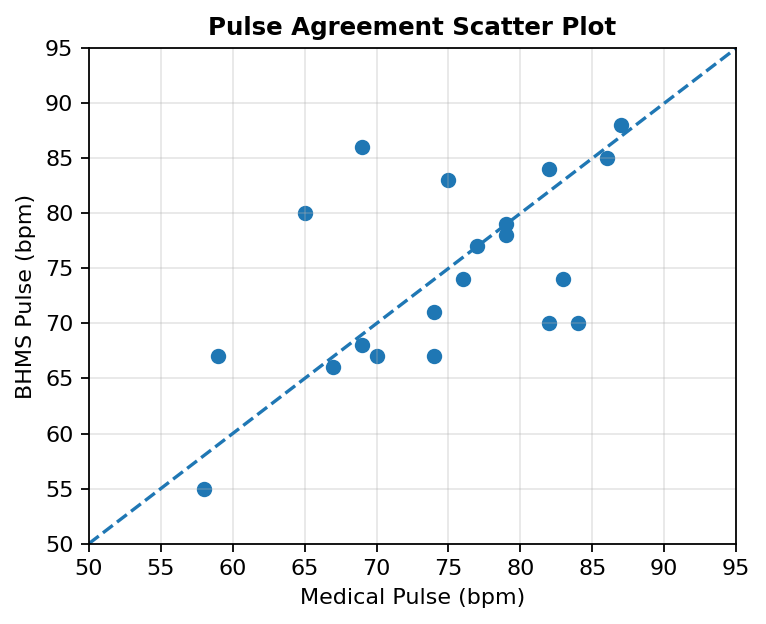 Pulse Agreement Scatter Plot
95
90
85
80
75
70
65
60
55
50
BHMS Pulse (bpm)
50 55 60 65 70 75 80 85 90 95
Medical Pulse (bpm)